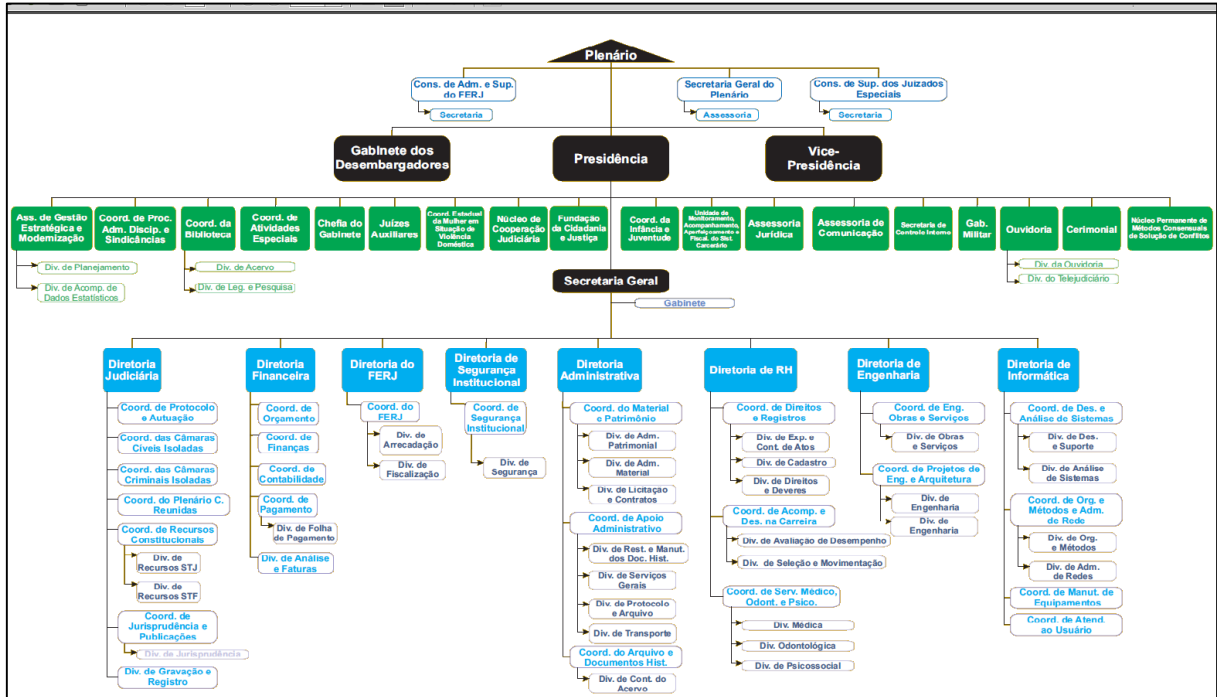 Plenário
Cons. de Adm. e Sup.
do FERJ
Secretaria Geral do
Plenário
Cons. de Sup. dos Juizados
Especiais
Secretaria
Assessoria
Secretaria
Gabinete dos
Desembargadores
Presidência
Vice-
Presidência
Ass. de Gestão
Estratégica e
Modernização
Coord. de Proc.
Adm. Discip. e
Sindicâncias
Coord. da
Biblioteca
Coord. de
Atividades
Especiais
Chefia do
Gabinete
Juízes
Auxiliares
Coord. Estadual
da Mulher em
Situação de
Violência
Doméstica
Núcleo de
Cooperação
Judiciária
Fundação
da Cidadania
e Justiça
Coord. da
Infância e
Juventude
Unidade de
Monitoramento,
Acompanhamento,
Aperfeiçoamento e
Fiscal. do Sist.
Carcerário
Assessoria
Jurídica
Assessoria de
Comunicação
Secretaria de
Controle Interno
Gab.
Militar
Ouvidoria
Cerimonial
Núcleo Permanente de
Métodos Consensuais
de Solução de Conflitos
Div. de Planejamento
Div. de Acomp. de
Dados Estatísticos
Div. de Acervo
Div. de Leg. e Pesquisa
Div. da Ouvidoria
Div. do Telejudiciário
Secretaria Geral
Gabinete
Diretoria
Judiciária
Coord. de Protocolo
e Autuação
Coord. das Câmaras
Cíveis Isoladas
Coord. das Câmaras
Criminais Isoladas
Coord. do Plenário C.
Reunidas
Coord. de Recursos
Constitucionais
Div. de
Recursos STJ
Div. de
Recursos STF
Coord. de
Jurisprudência e
Publicações
Div. de Jurisprudência
Div. de Gravação e
Registro
Diretoria
Financeira
Coord. de
Orçamento
Coord. de
Finanças
Coord. de
Contabilidade
Coord. de
Pagamento
Div. de Folha
de Pagamento
Div. de Análise
e Faturas
Diretoria do
FERJ
Coord. do
FERJ
Div. de
Arrecadação
Div. de
Fiscalização
Diretoria de
Segurança
Institucional
Coord. de
Segurança
Institucional
Div. de
Segurança
Diretoria
Administrativa
Coord. do Material
e Patrimônio
Div. de Adm.
Patrimonial
Div. de Adm.
Material
Div. de Licitação
e Contratos
Coord. de Apoio
Administrativo
Div. de Rest. e Manut.
dos Doc. Hist.
Div. de Serviços
Gerais
Div. de Protocolo
e Arquivo
Div. de Transporte
Coord. do Arquivo e
Documentos Hist.
Div. de Cont. do
Acervo
Diretoria de RH
Coord. de Direitos
e Registros
Div. de Exp. e
Cont. de Atos
Div. de Cadastro
Div. de Direitos
e Deveres
Coord. de Acomp. e
Des. na Carreira
Div. de Avaliação de Desempenho
Div. de Seleção e Movimentação
Coord. de Serv. Médico,
Odont. e Psico.
Div. Médica
Div. Odontológica
Div. de Psicossocial
Diretoria de
Engenharia
Coord. de Eng.
Obras e Serviços
Div. de Obras
e Serviços
Coord. de Projetos de
Eng. e Arquitetura
Div. de
Engenharia
Div. de
Engenharia
Diretoria de
Informática
Coord. de Des. e
Análise de Sistemas
Div. de Des.
e Suporte
Div. de Análise
de Sistemas
Coord. de Org. e
Métodos e Adm.
de Rede
Div. de Org.
e Métodos
Div. de Adm.
de Redes
Coord. de Manut. de
Equipamentos
Coord. de Atend.
ao Usuário